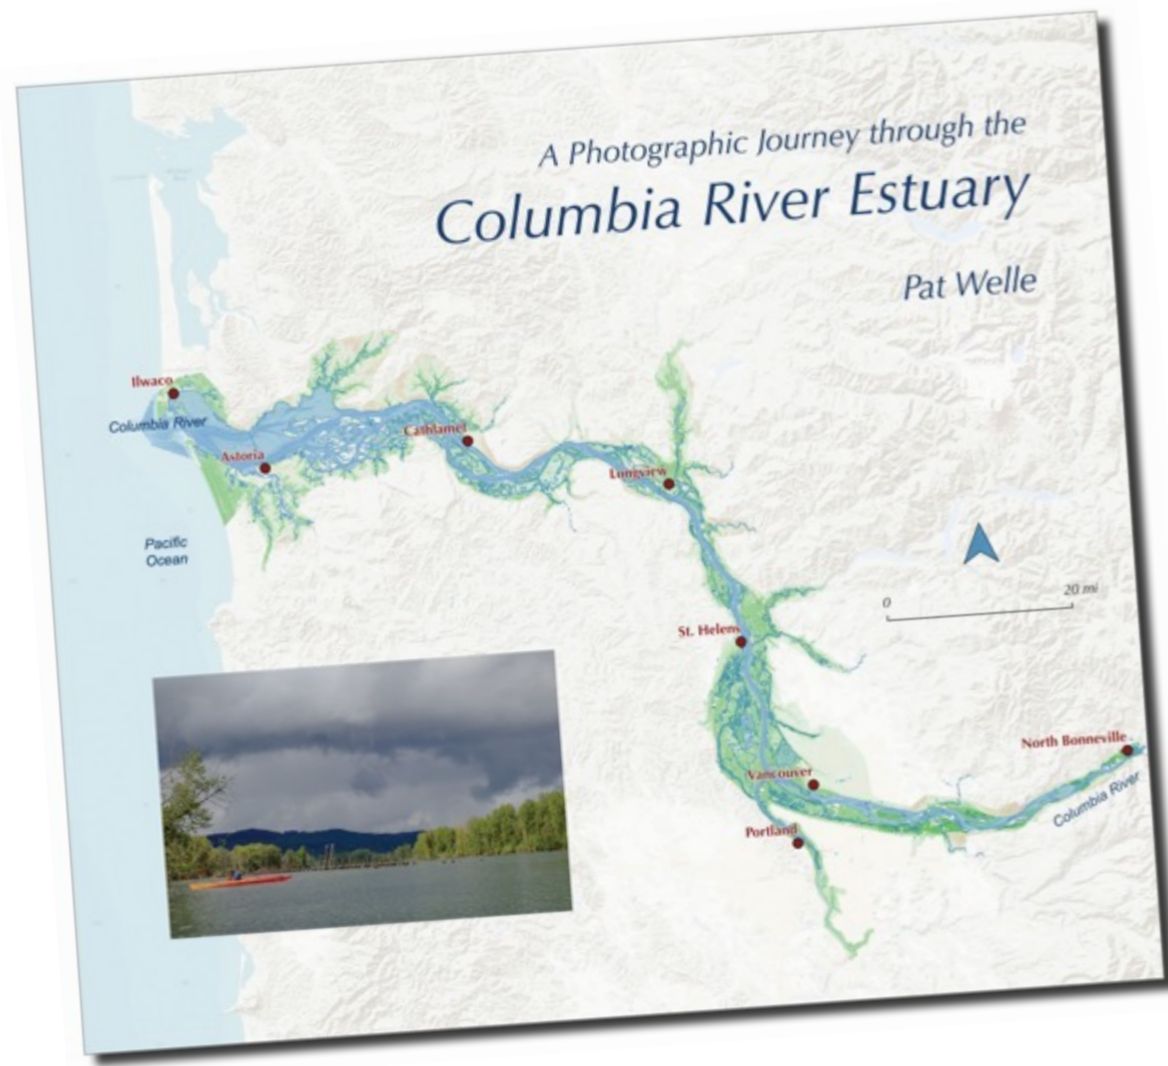 A Photographic Journey through the
Columbia River Estuary
Pat Welle
Ilwaco
Columbia River
Astoria
Cathlamet
Longview
Pacific
Ocean
0 20 mi
St. Helens
North Bonneville
Columbia River
Vancouver
Portland